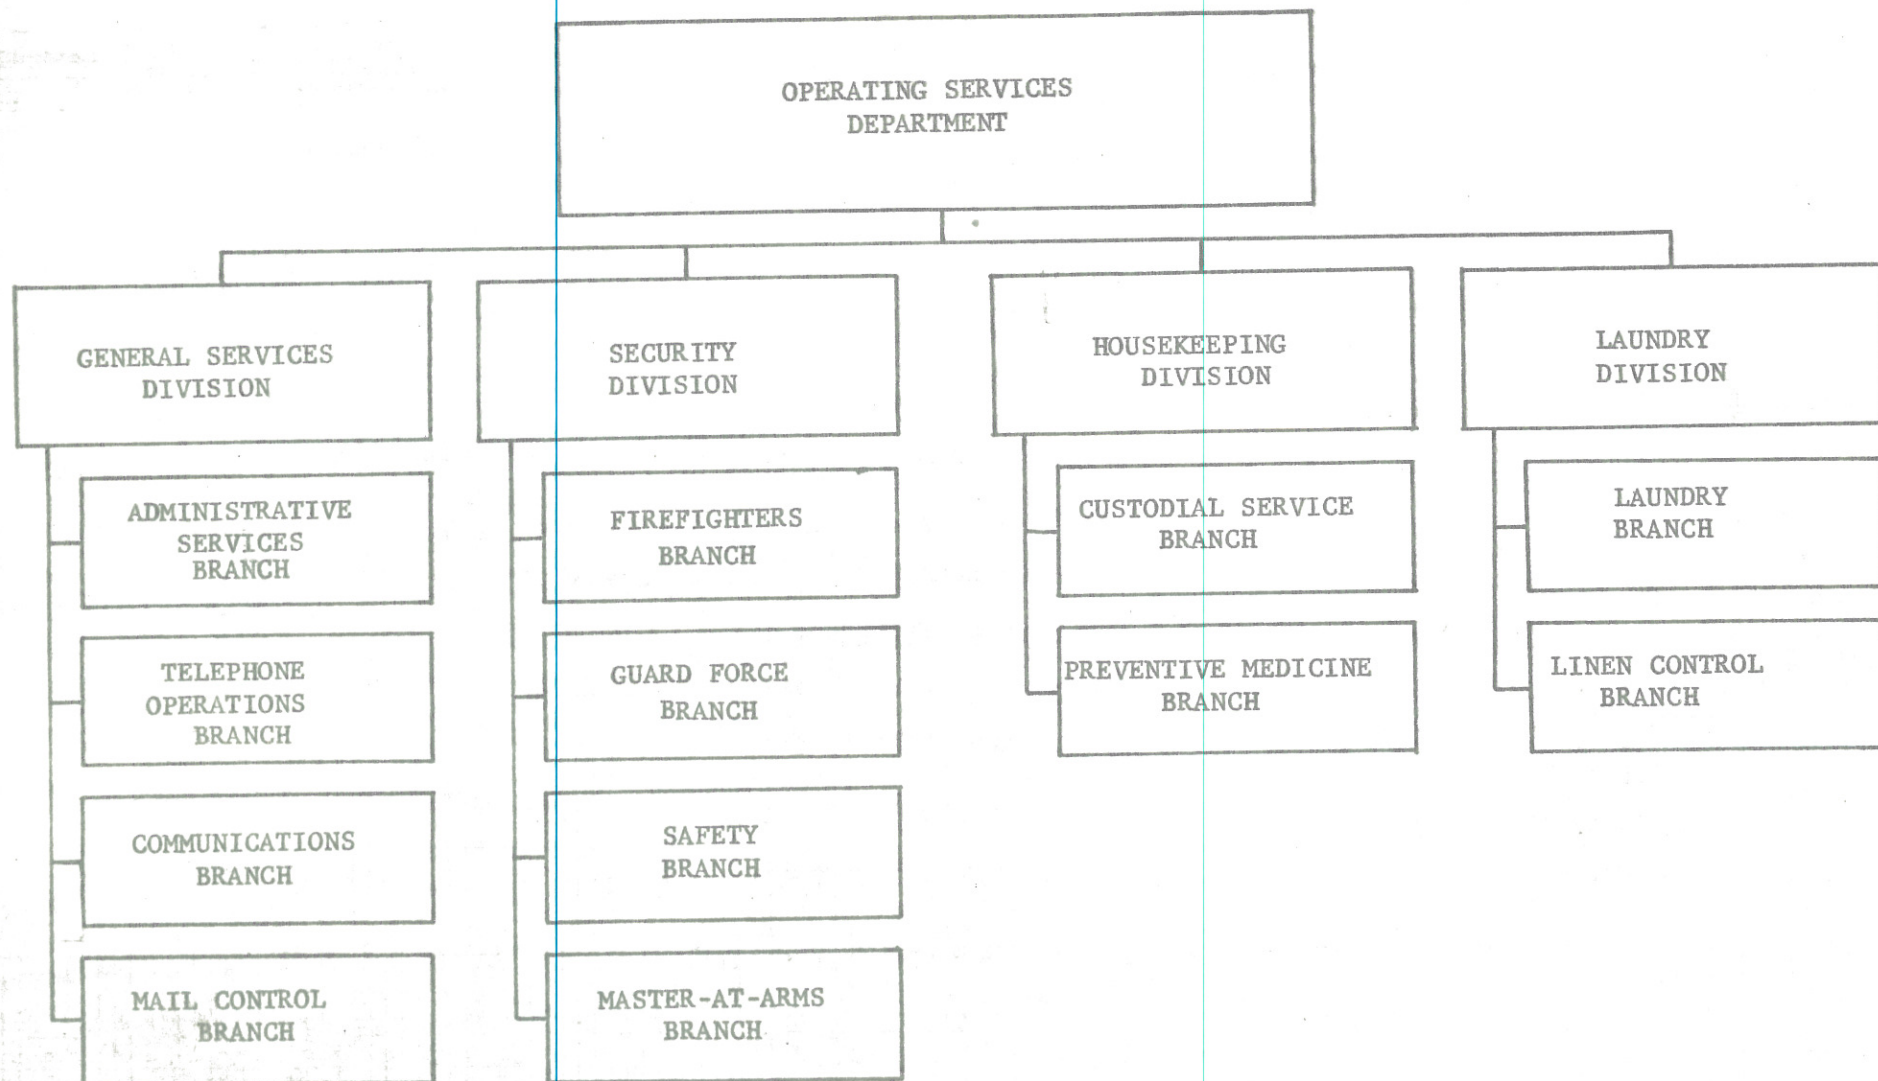 OPERATING SERVICES
DEPARTMENT
GENERAL SERVICES
DIVISION
ADMINISTRATIVE
SERVICES
BRANCH
TELEPHONE
OPERATIONS
BRANCH
COMMUNICATIONS
BRANCH
MAIL CONTROL
BRANCH
SECURITY
DIVISION
FIREFIGHTERS
BRANCH
GUARD FORCE
BRANCH
SAFETY
BRANCH
MASTER-AT-ARMS
BRANCH
HOUSEKEEPING
DIVISION
CUSTODIAL SERVICE
BRANCH
PREVENTIVE MEDICINE
BRANCH
LAUNDRY
DIVISION
LAUNDRY
BRANCH
LINEN CONTROL
BRANCH